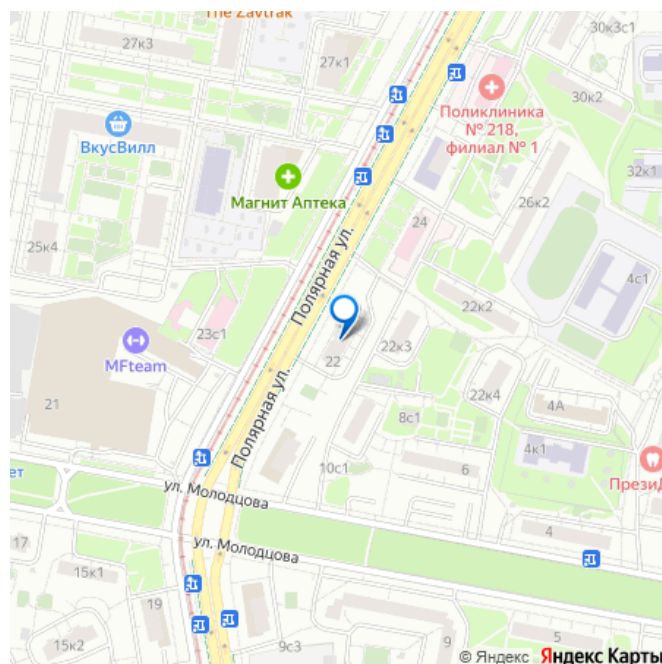 The Zavtrak
27к3
27к1
30к3с1
ВкусВилл
Поликлиника
№ 218,
филиал № 1
30к2
Магнит Аптека
32к1
26к2
24
25к4
4с1
Полярная ул.
22к2
23с1
MFteam
22
22к3
21
22к4
4А
8с1
Полярная ул.
4к1
10с1
6
ет
ПрезиД
ул. Молодцова
17
ул. Молодцова
4
15к1
19
15к2
9с3
9
5
© Яндекс Яндекс Карты